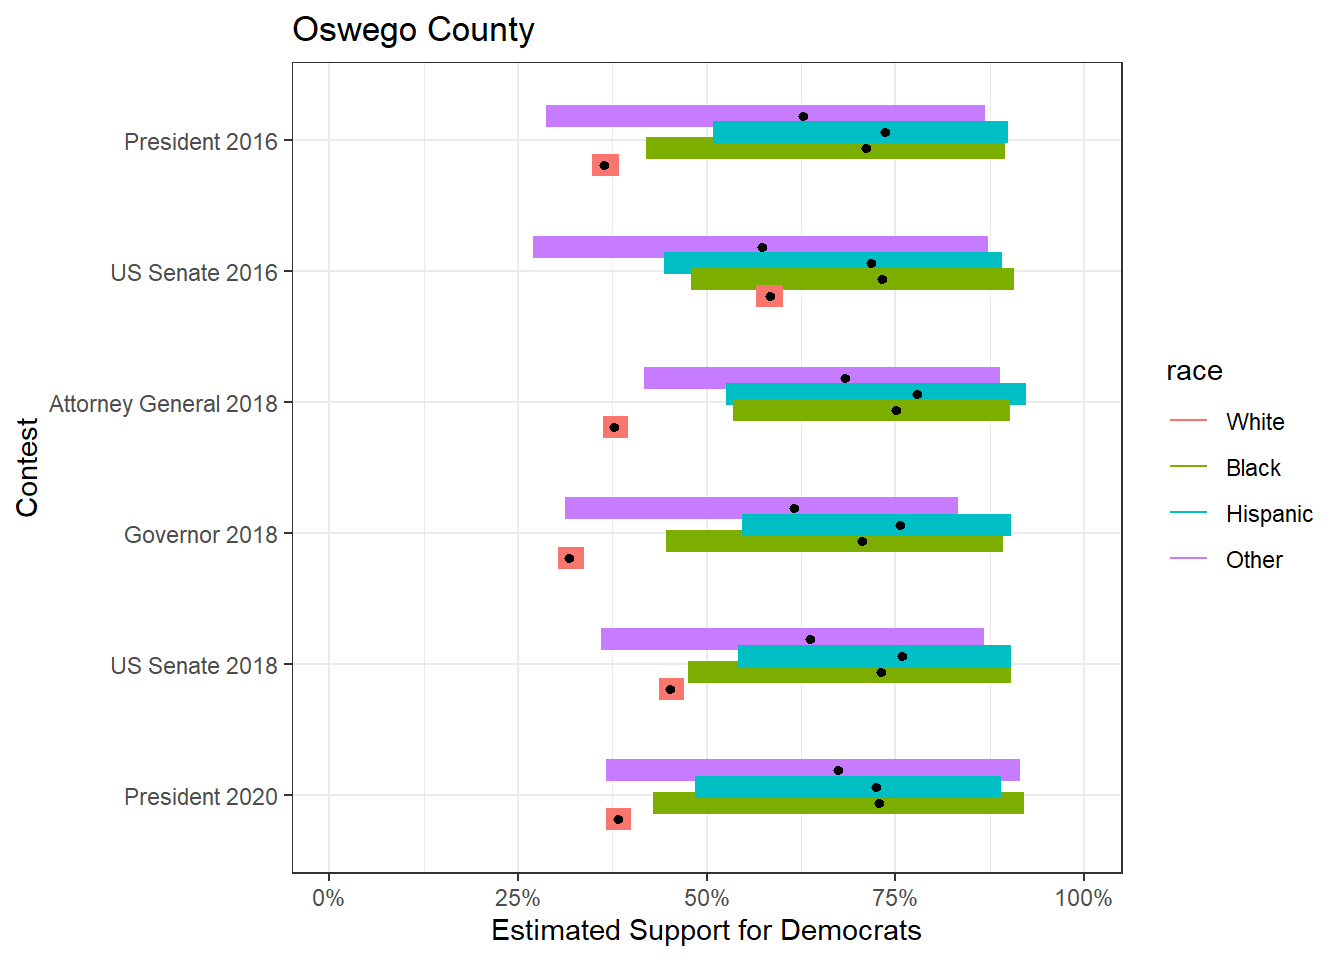 Oswego County
Contest
President 2016
US Senate 2016
Attorney General 2018
Governor 2018
US Senate 2018
President 2020
0% 25% 50% 75% 100%
Estimated Support for Democrats
race
White
Black
Hispanic
Other